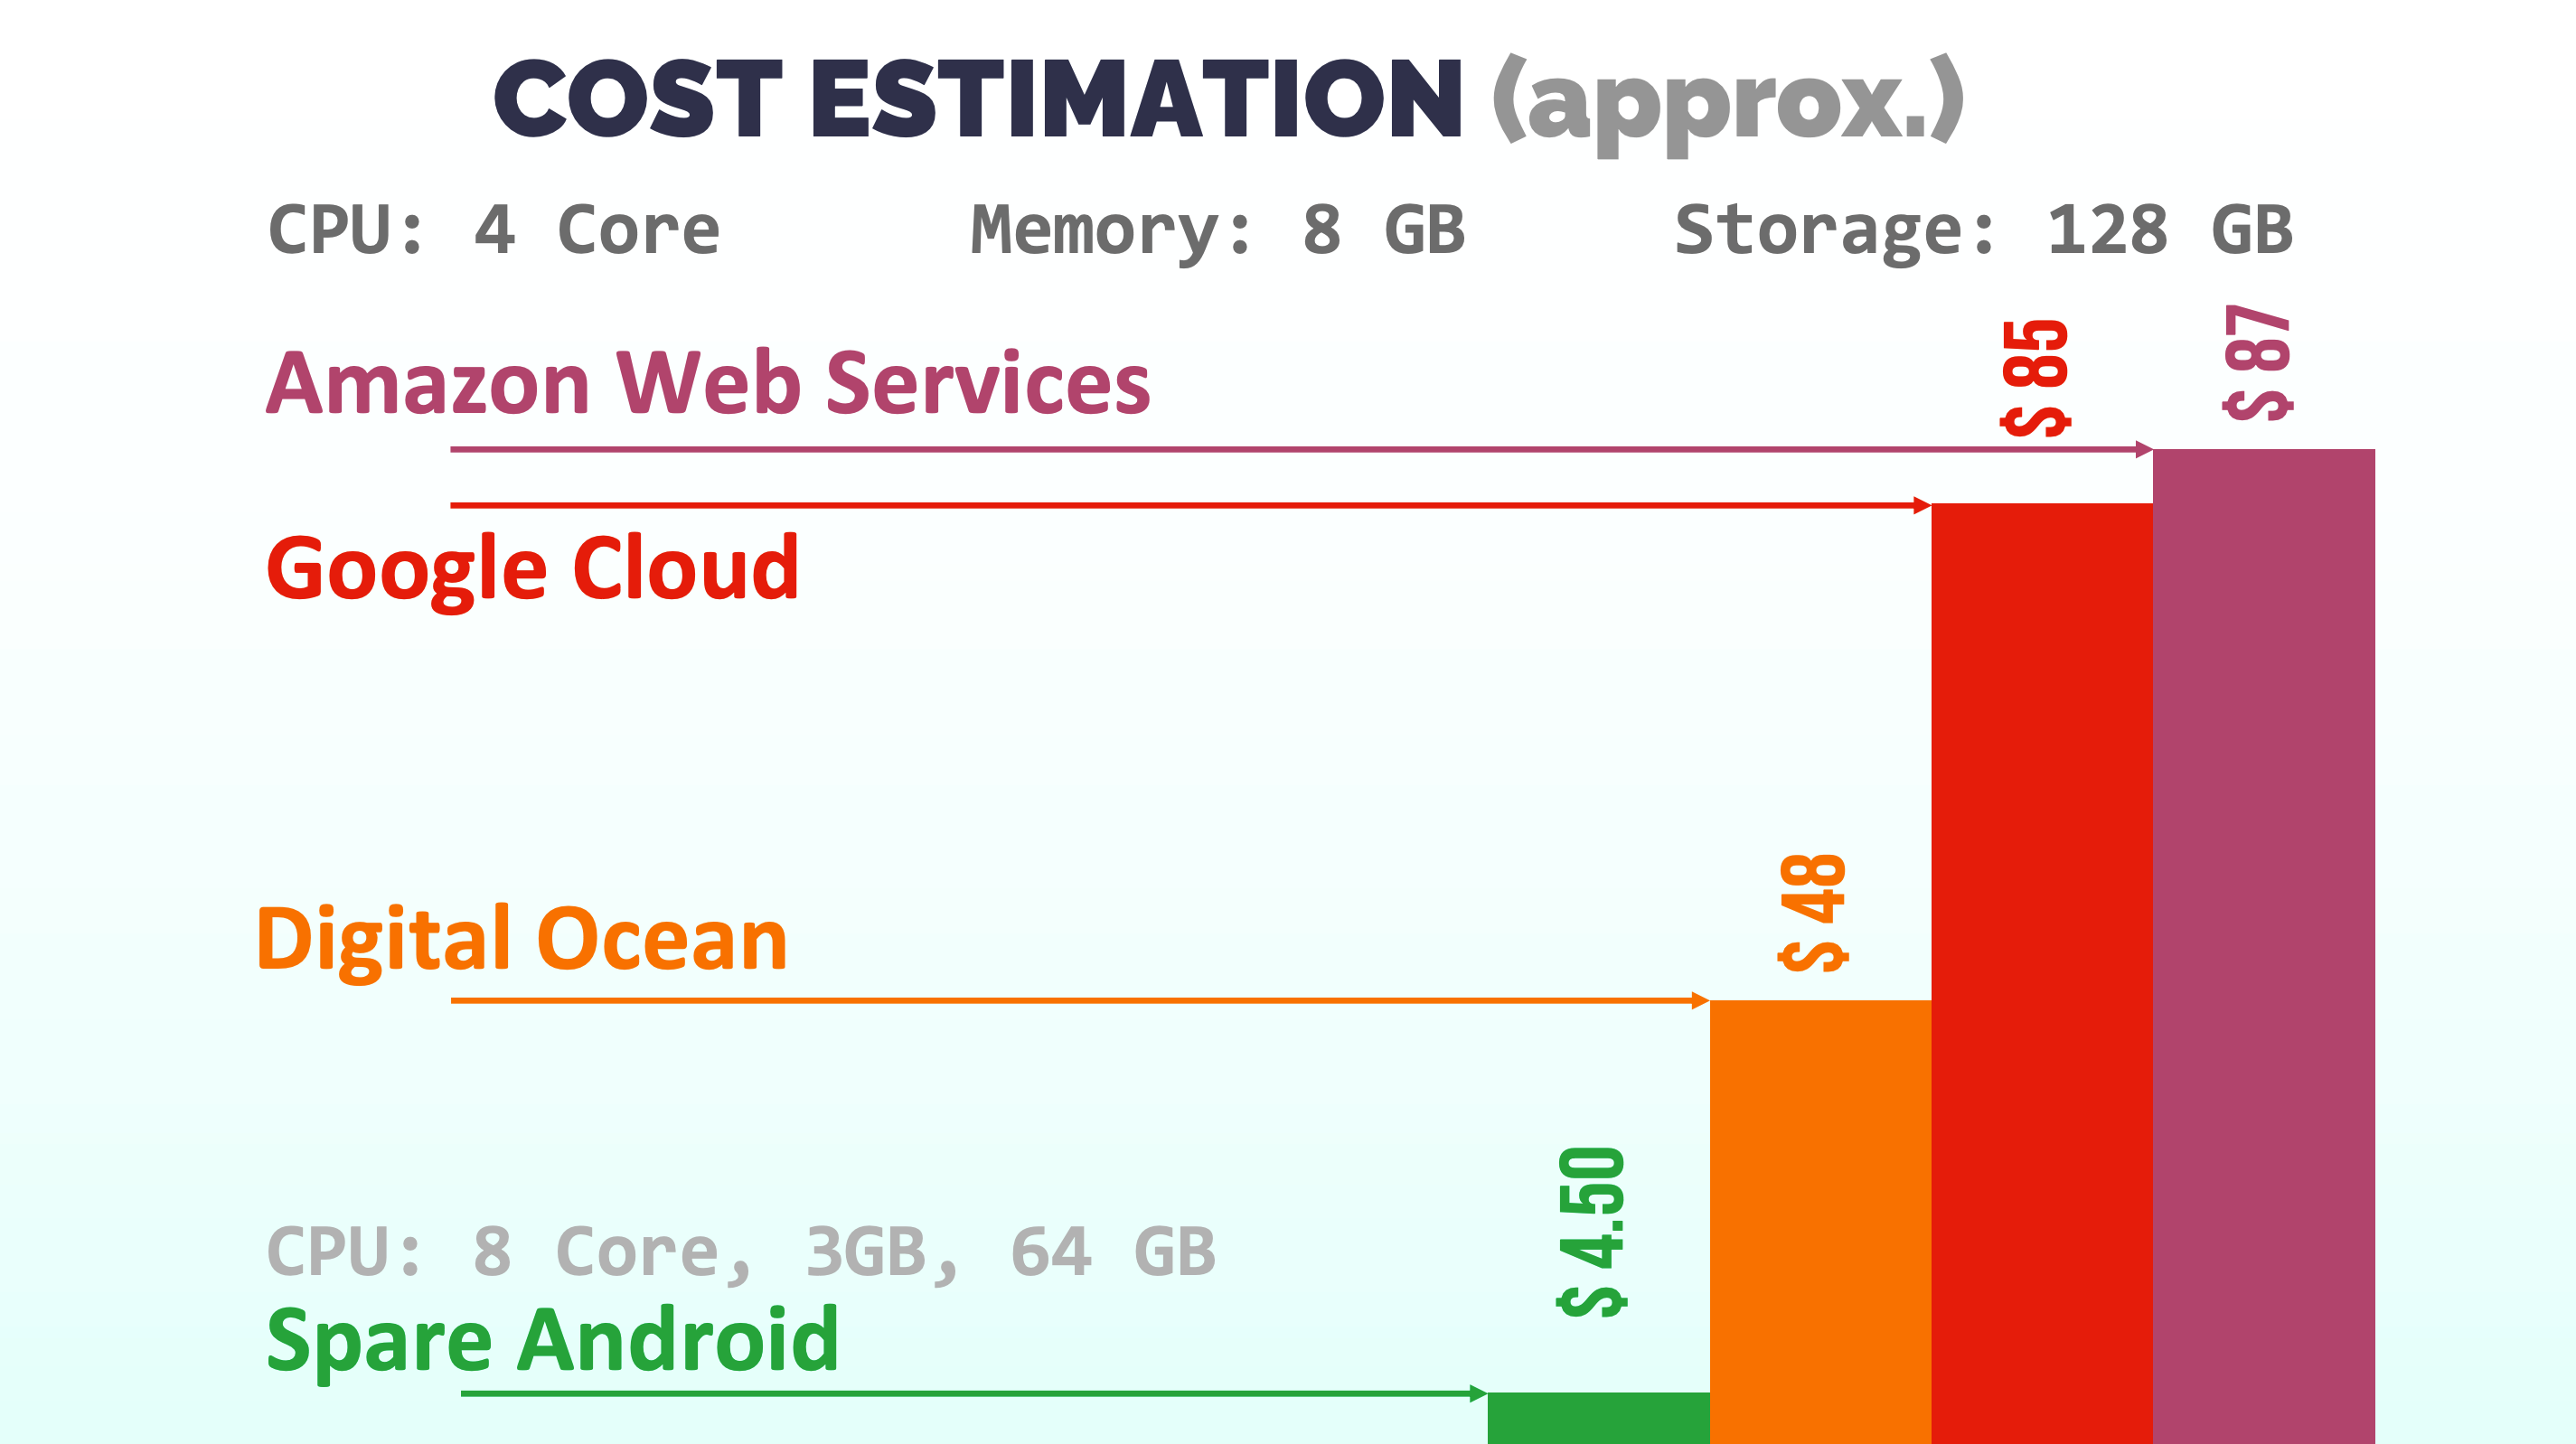 COST ESTIMATION (approx.)
CPU: 4 Core Memory: 8 GB Storage: 128 GB
Amazon Web Services
$ 87
$ 85
Google Cloud
$ 48
Digital Ocean
$ 4.50
CPU: 8 Core, 3GB, 64 GB
Spare Android